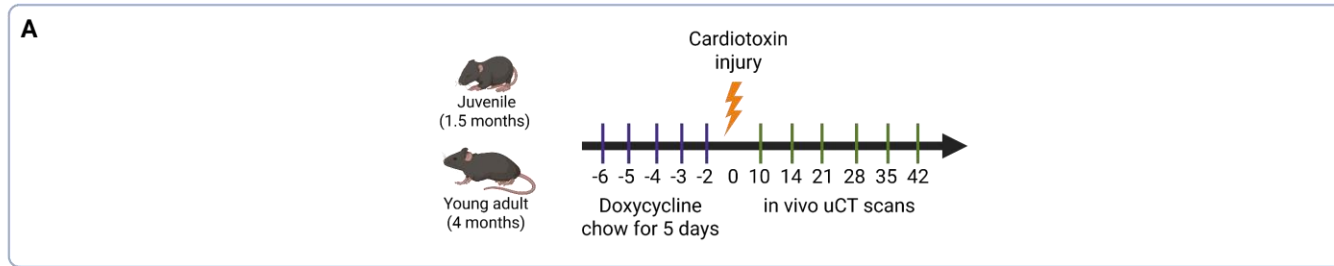 A
Cardiotoxin
injury
Juvenile
(1.5 months)
Young adult
(4 months)
-6 -5 -4 -3 -2 0 10 14 21 28 35 42
Doxycycline
chow for 5 days
in vivo uCT scans